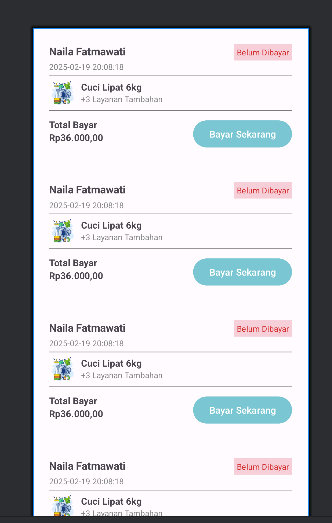 Naila Fatmawati
Belum Dibayar
2025-02-19 20:08:18
Cuci Lipat 6kg
+3 Layanan Tambahan
Total Bayar
Rp36.000,00
Bayar Sekarang
Naila Fatmawati
Belum Dibayar
2025-02-19 20:08:18
Cuci Lipat 6kg
+3 Layanan Tambahan
Total Bayar
Rp36.000,00
Bayar Sekarang
Naila Fatmawati
Belum Dibayar
2025-02-19 20:08:18
Cuci Lipat 6kg
+3 Layanan Tambahan
Total Bayar
Rp36.000,00
Bayar Sekarang
Naila Fatmawati
Belum Dibayar
2025-02-19 20:08:18
Cuci Lipat 6kg
+3 Layanan Tambahan